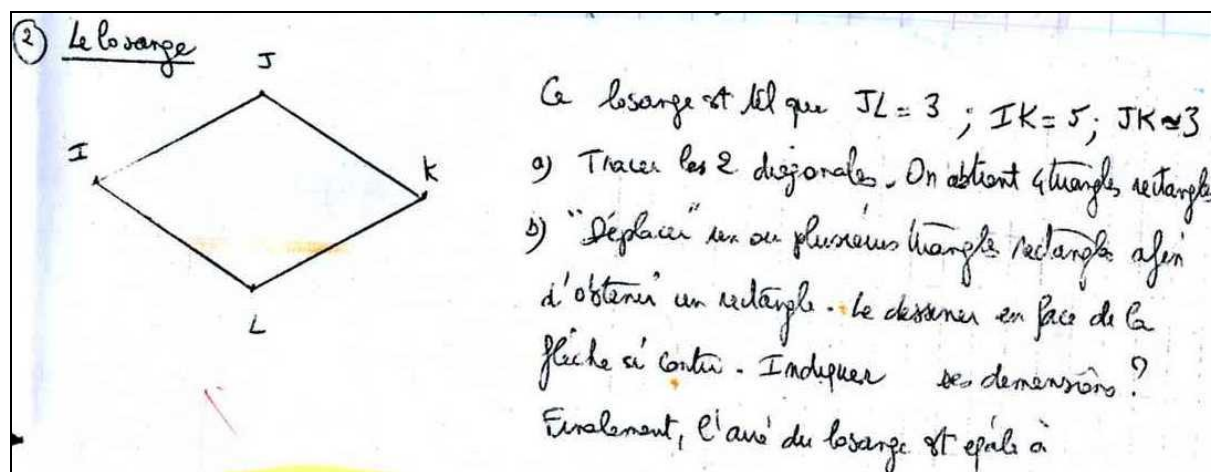 ② Le losange
J
I
K
L
Ce losange est tel que JL = 3 ; IK = 5 ; JK ≃ 3
a) Tracer les 2 diagonales. On obtient 4 triangles rectangles
b) "Déplacer" un ou plusieurs triangles rectangles afin
d'obtenir un rectangle. Le dessiner en face de la
flèche ci contre. Indiquer ses dimensions ?
Finalement, l'aire du losange est égale à